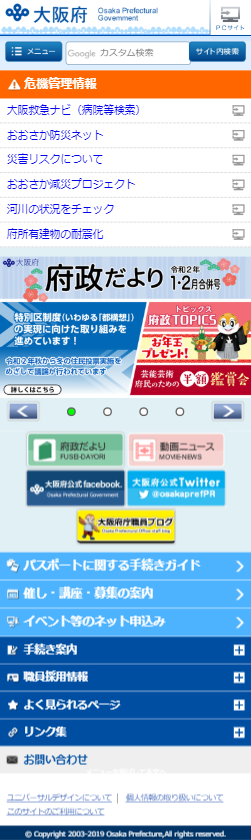 大阪府 Osaka Prefectural Government
PCサイト
メニュー
Google カスタム検索
サイト内検索
危機管理情報
大阪救急ナビ（病院等検索）
おおさか防災ネット
災害リスクについて
おおさか減災プロジェクト
河川の状況をチェック
府所有建物の耐震化
大阪府
府政だより 令和2年 1・2月合併号
特別区制度(いわゆる「都構想」)
の実現に向けた取り組みを
進めています！
令和2年秋から冬の住民投票実施を
めざして議論が行われています
詳しくはこちら
トピックス
府政TOPICS
お年玉
プレゼント!
芸能芸術
府民のための
半額鑑賞会
府政だより
FUSEI-DAYORI
動画ニュース
MOVIE-NEWS
大阪府公式facebook.
Osaka Prefectural Government
大阪府公式Twitter
@osakaprefPR
大阪府庁職員ブログ
Osaka Prefectural Office staff blog
パスポートに関する手続きガイド
催し・講座・募集の案内
イベント等のネット申込み
手続き案内
職員採用情報
よく見られるページ
リンク集
お問い合わせ
ユニバーサルデザインについて | 個人情報の取り扱いについて
このサイトのご利用について
© Copyright 2003-2019 Osaka Prefecture,All rights reserved.